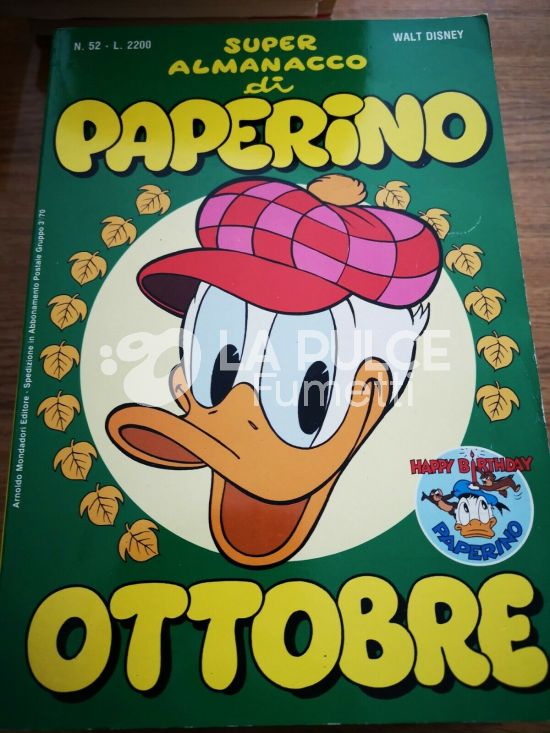 N. 52 - L. 2200
WALT DISNEY
SUPER
ALMANACCO
di
PAPERINO
LA PULCE
Fumetti
HAPPY BIRTHDAY
PAPERINO
OTTOBRE
Arnoldo Mondadori Editore - Spedizione in Abbonamento Postale Gruppo 3°/70